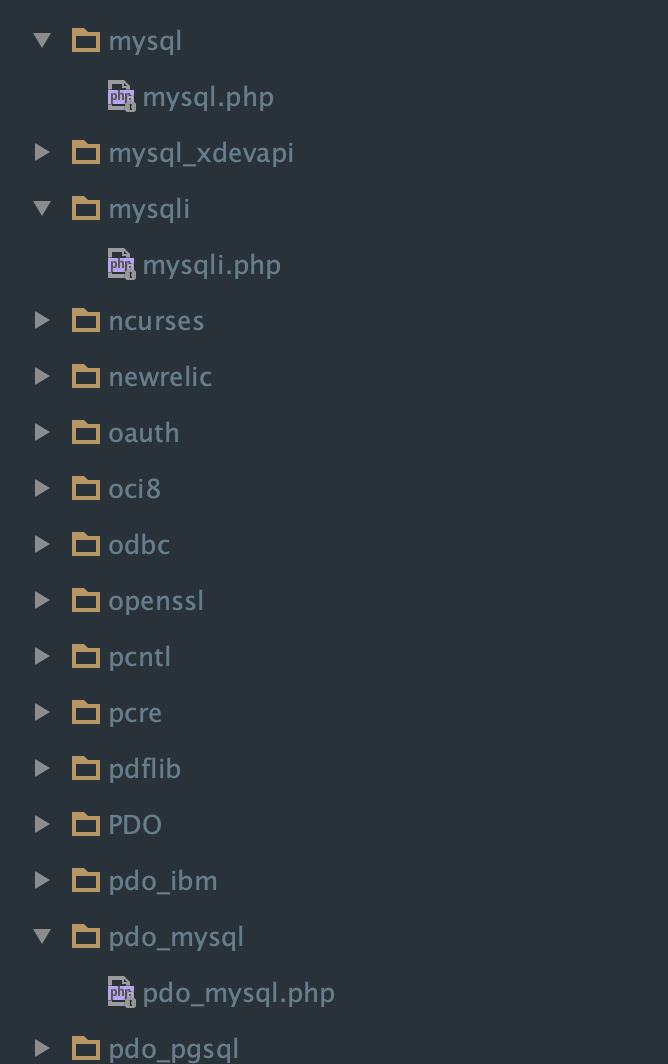 mysql
mysql.php
mysql_xdevapi
mysqli
mysqli.php
ncurses
newrelic
oauth
oci8
odbc
openssl
pcntl
pcre
pdflib
PDO
pdo_ibm
pdo_mysql
pdo_mysql.php
pdo_pgsql